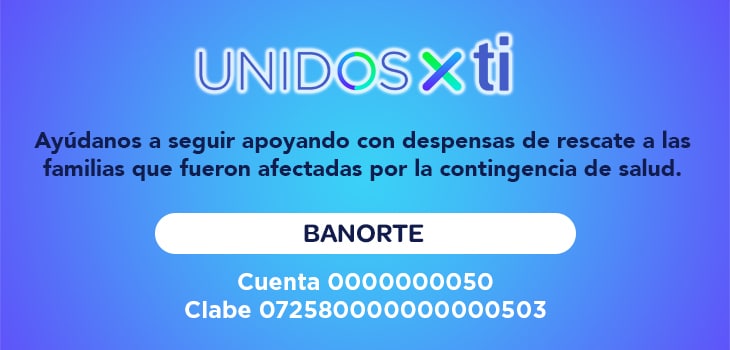 UNIDOS x ti
Ayúdanos a seguir apoyando con despensas de rescate a las
familias que fueron afectadas por la contingencia de salud.
BANORTE
Cuenta 0000000050
Clabe 072580000000000503